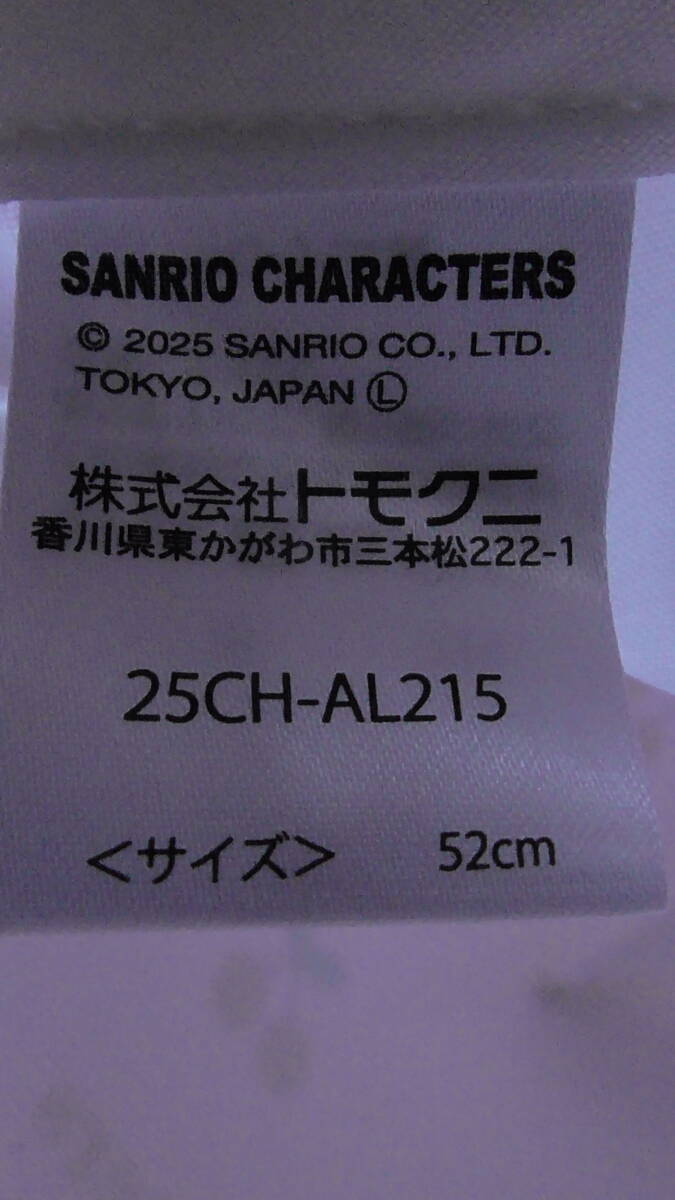 SANRIO CHARACTERS
© 2025 SANRIO CO., LTD.
TOKYO, JAPAN Ⓛ
株式会社トモクニ
香川県東かがわ市三本松222-1
25CH-AL215
<サイズ> 52cm